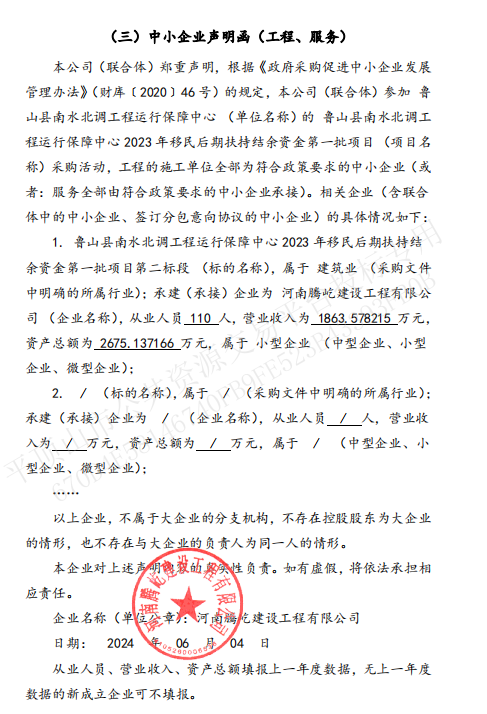 （三）中小企业声明函（工程、服务）
本公司（联合体）郑重声明，根据《政府采购促进中小企业发展
管理办法》（财库〔2020〕46号）的规定，本公司（联合体）参加 鲁
山县南水北调工程运行保障中心 （单位名称）的 鲁山县南水北调工
程运行保障中心2023年移民后期扶持结余资金第一批项目 （项目名
称）采购活动，工程的施工单位全部为符合政策要求的中小企业（或
者：服务全部由符合政策要求的中小企业承接）。相关企业（含联合
体中的中小企业、签订分包意向协议的中小企业）的具体情况如下：
1. 鲁山县南水北调工程运行保障中心2023年移民后期扶持结
余资金第一批项目第二标段 （标的名称），属于 建筑业 （采购文件
中明确的所属行业）；承建（承接）企业为 河南腾屹建设工程有限公
司 （企业名称），从业人员 110 人，营业收入为 1863.578215 万元，
资产总额为 2675.137166 万元，属于 小型企业 （中型企业、小型
企业、微型企业）；
2. / （标的名称），属于 / （采购文件中明确的所属行业）；
承建（承接）企业为 / （企业名称），从业人员 / 人，营业收
入为 / 万元，资产总额为 / 万元，属于 / （中型企业、小
型企业、微型企业）；
……
以上企业，不属于大企业的分支机构，不存在控股股东为大企业
的情形，也不存在与大企业的负责人为同一人的情形。
本企业对上述声明内容的真实性负责。如有虚假，将依法承担相
应责任。
企业名称（单位公章）：河南腾屹建设工程有限公司
日期： 2024 年 06 月 04 日
从业人员、营业收入、资产总额填报上一年度数据，无上一年度
数据的新成立企业可不填报。
河南腾屹建设工程有限公司